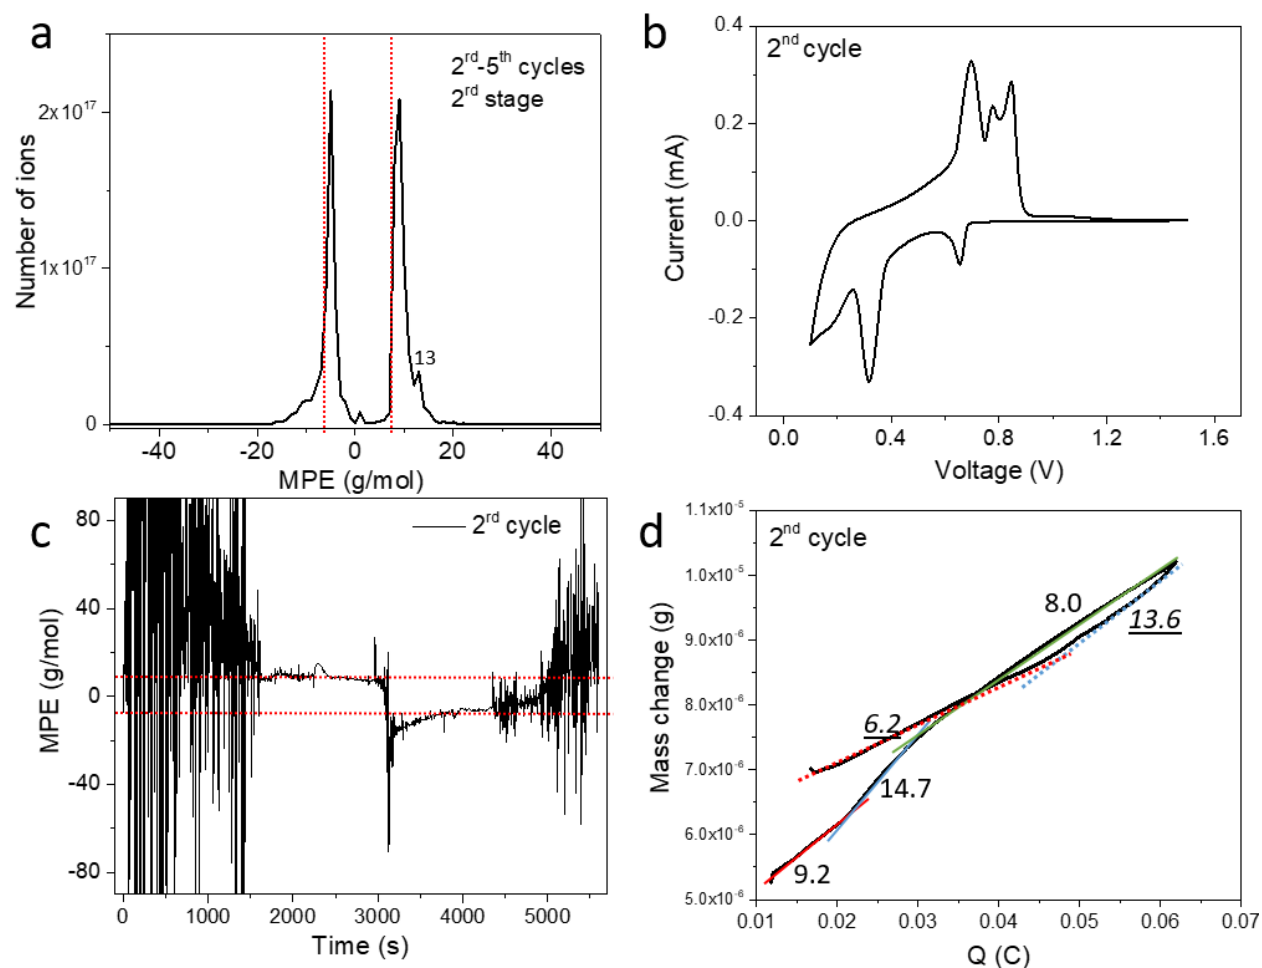 a
2rd-5th cycles
2rd stage
2x10^17
1x10^17
0
13
-40
-20
0
20
40
MPE (g/mol)
Number of ions
b
2nd cycle
0.4
0.2
0.0
-0.2
-0.4
0.0
0.4
0.8
1.2
1.6
Voltage (V)
Current (mA)
c
2rd cycle
80
40
0
-40
-80
0
1000
2000
3000
4000
5000
Time (s)
MPE (g/mol)
d
2nd cycle
1.1x10^-5
1.0x10^-5
9.0x10^-6
8.0x10^-6
7.0x10^-6
6.0x10^-6
5.0x10^-6
8.0
13.6
6.2
14.7
9.2
0.01
0.02
0.03
0.04
0.05
0.06
0.07
Q (C)
Mass change (g)